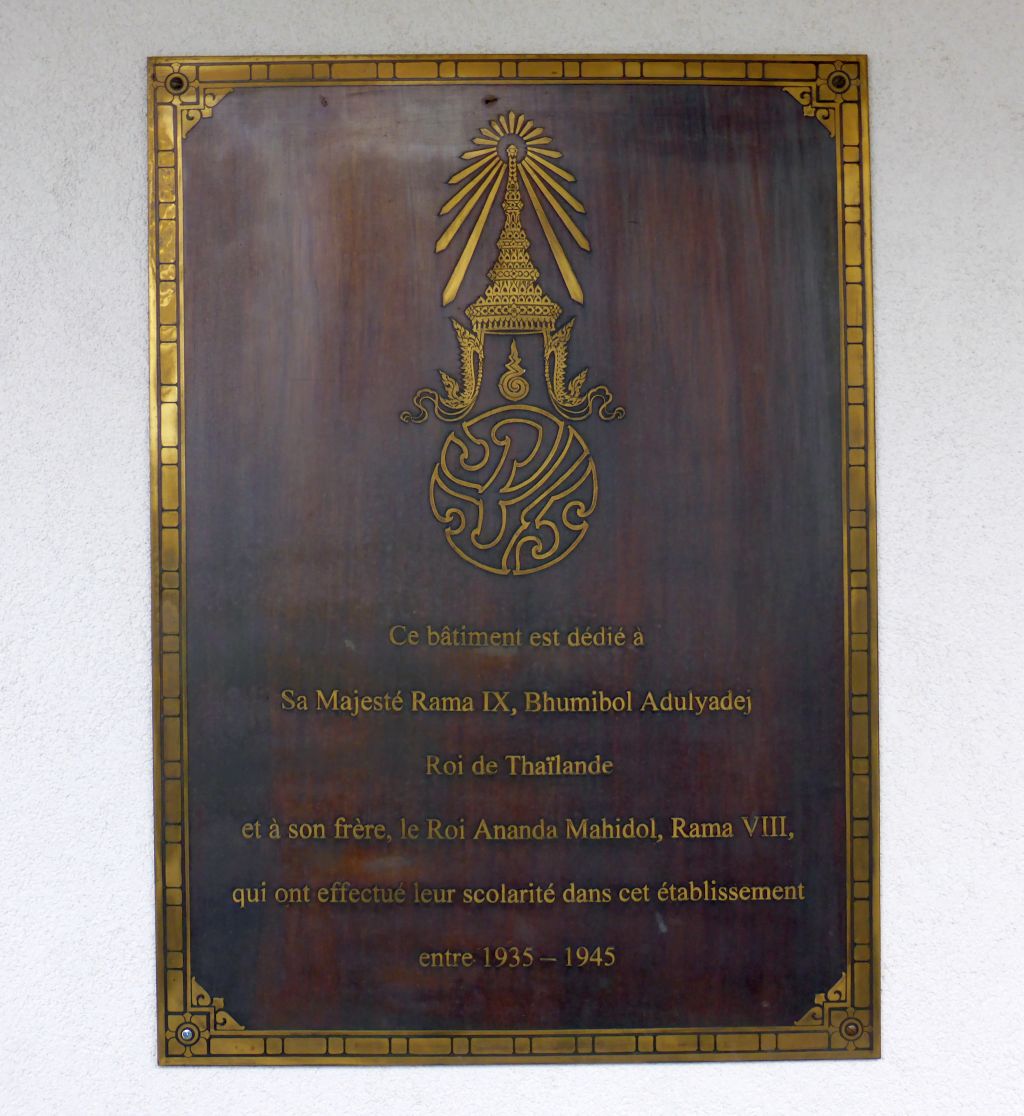 Ce bâtiment est dédié à
Sa Majesté Rama IX, Bhumibol Adulyadej
Roi de Thaïlande
et à son frère, le Roi Ananda Mahidol, Rama VIII,
qui ont effectué leur scolarité dans cet établissement
entre 1935 – 1945